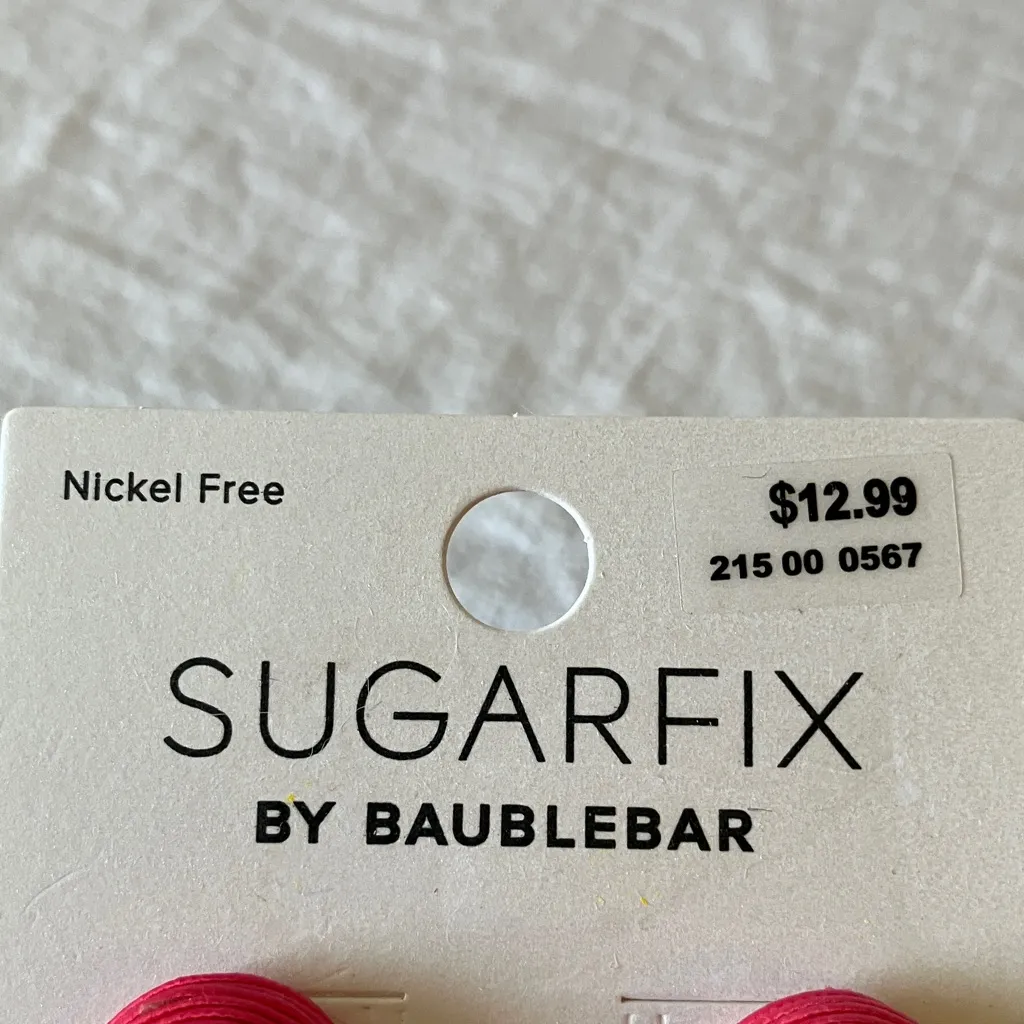 Nickel Free
$12.99
215 00 0567
SUGARFIX
BY BAUBLEBAR